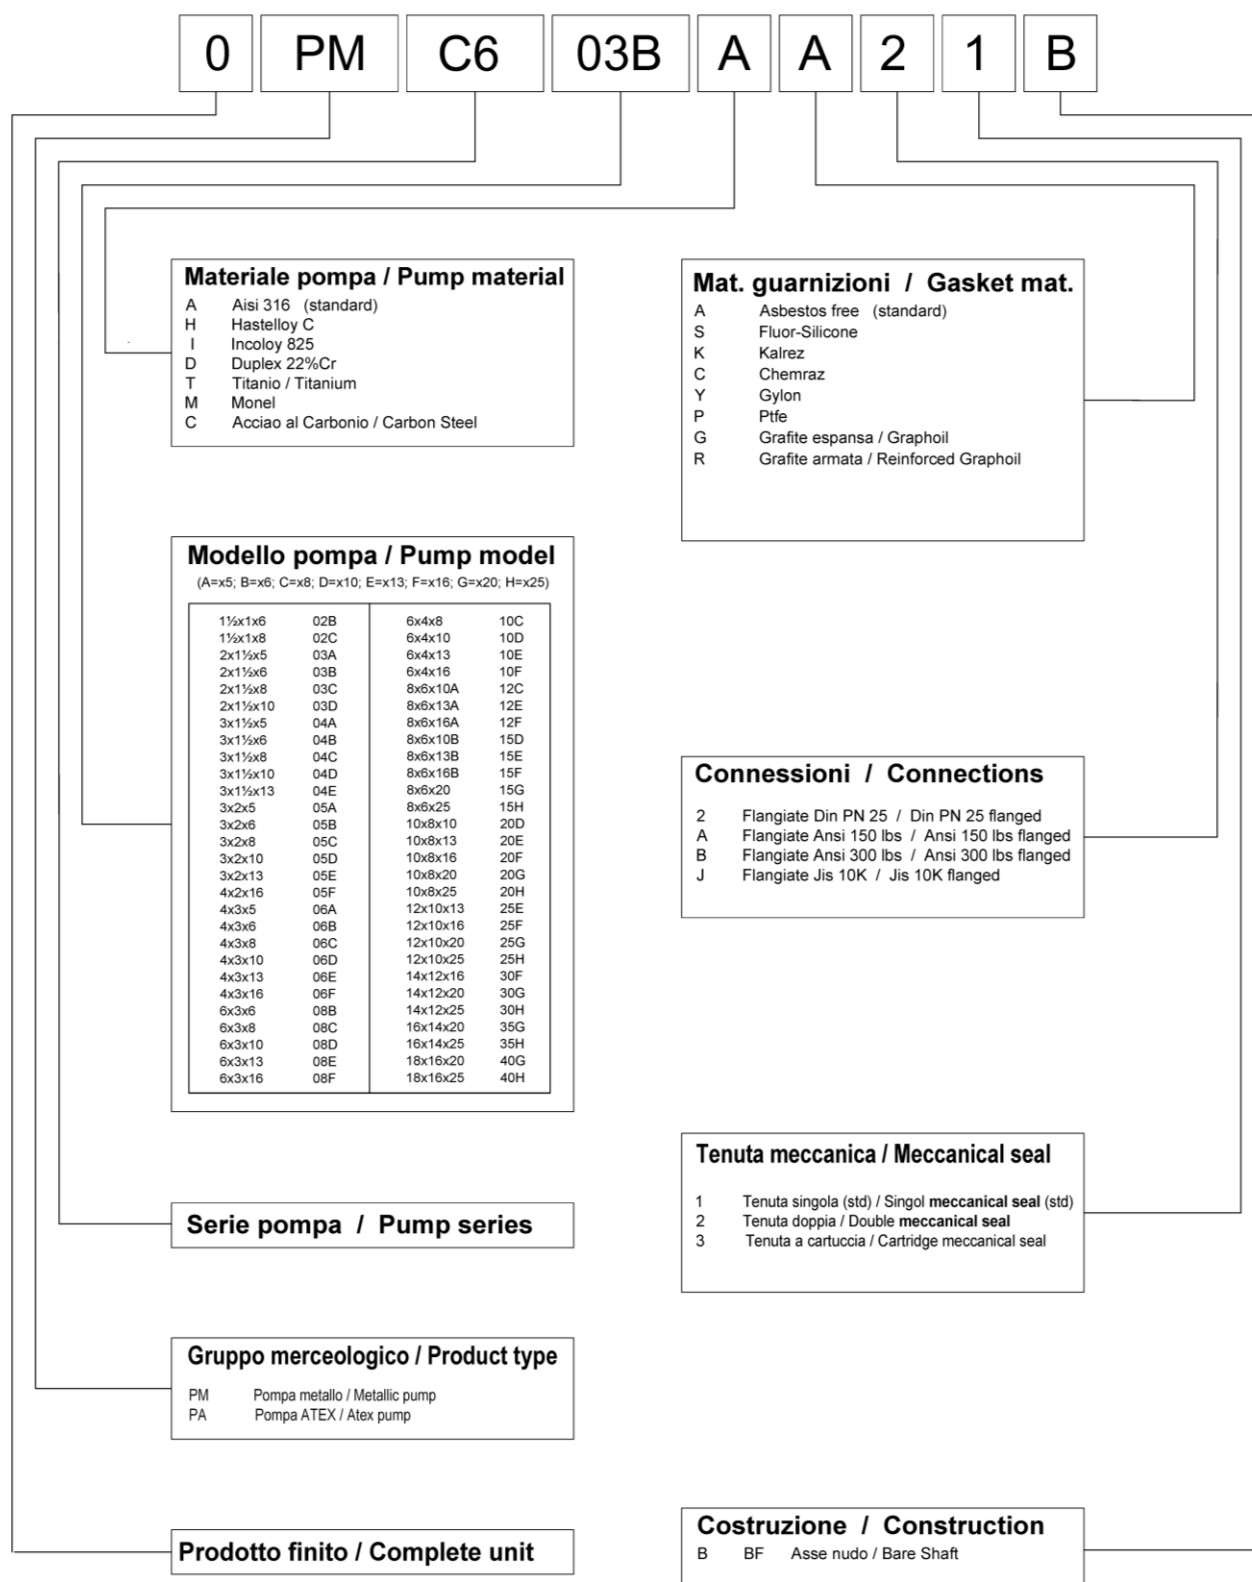 0 PM C6 03B A A 2 1 B
Materiale pompa / Pump material
A Aisi 316 (standard)
H Hastelloy C
I Incoloy 825
D Duplex 22%Cr
T Titanio / Titanium
M Monel
C Acciao al Carbonio / Carbon Steel
Mat. guarnizioni / Gasket mat.
A Asbestos free (standard)
S Fluor-Silicone
K Kalrez
C Chemraz
Y Gylon
P Ptfe
G Grafite espansa / Graphoil
R Grafite armata / Reinforced Graphoil
Modello pompa / Pump model
(A=x5; B=x6; C=x8; D=x10; E=x13; F=x16; G=x20; H=x25)
1½x1x6 02B 6x4x8 10C
1½x1x8 02C 6x4x10 10D
2x1½x5 03A 6x4x13 10E
2x1½x6 03B 6x4x16 10F
2x1½x8 03C 8x6x10A 12C
2x1½x10 03D 8x6x13A 12E
3x1½x5 04A 8x6x16A 12F
3x1½x6 04B 8x6x10B 15D
3x1½x8 04C 8x6x13B 15E
3x1½x10 04D 8x6x16B 15F
3x1½x13 04E 8x6x20 15G
3x2x5 05A 8x6x25 15H
3x2x6 05B 10x8x10 20D
3x2x8 05C 10x8x13 20E
3x2x10 05D 10x8x16 20F
3x2x13 05E 10x8x20 20G
4x2x16 05F 10x8x25 20H
4x3x5 06A 12x10x13 25E
4x3x6 06B 12x10x16 25F
4x3x8 06C 12x10x20 25G
4x3x10 06D 12x10x25 25H
4x3x13 06E 14x12x16 30F
4x3x16 06F 14x12x20 30G
6x3x6 08B 14x12x25 30H
6x3x8 08C 16x14x20 35G
6x3x10 08D 16x14x25 35H
6x3x13 08E 18x16x20 40G
6x3x16 08F 18x16x25 40H
Connessioni / Connections
2 Flangiate Din PN 25 / Din PN 25 flanged
A Flangiate Ansi 150 lbs / Ansi 150 lbs flanged
B Flangiate Ansi 300 lbs / Ansi 300 lbs flanged
J Flangiate Jis 10K / Jis 10K flanged
Tenuta meccanica / Meccanical seal
1 Tenuta singola (std) / Singol meccanical seal (std)
2 Tenuta doppia / Double meccanical seal
3 Tenuta a cartuccia / Cartridge meccanical seal
Serie pompa / Pump series
Gruppo merceologico / Product type
PM Pompa metallo / Metallic pump
PA Pompa ATEX / Atex pump
Prodotto finito / Complete unit
Costruzione / Construction
B BF Asse nudo / Bare Shaft